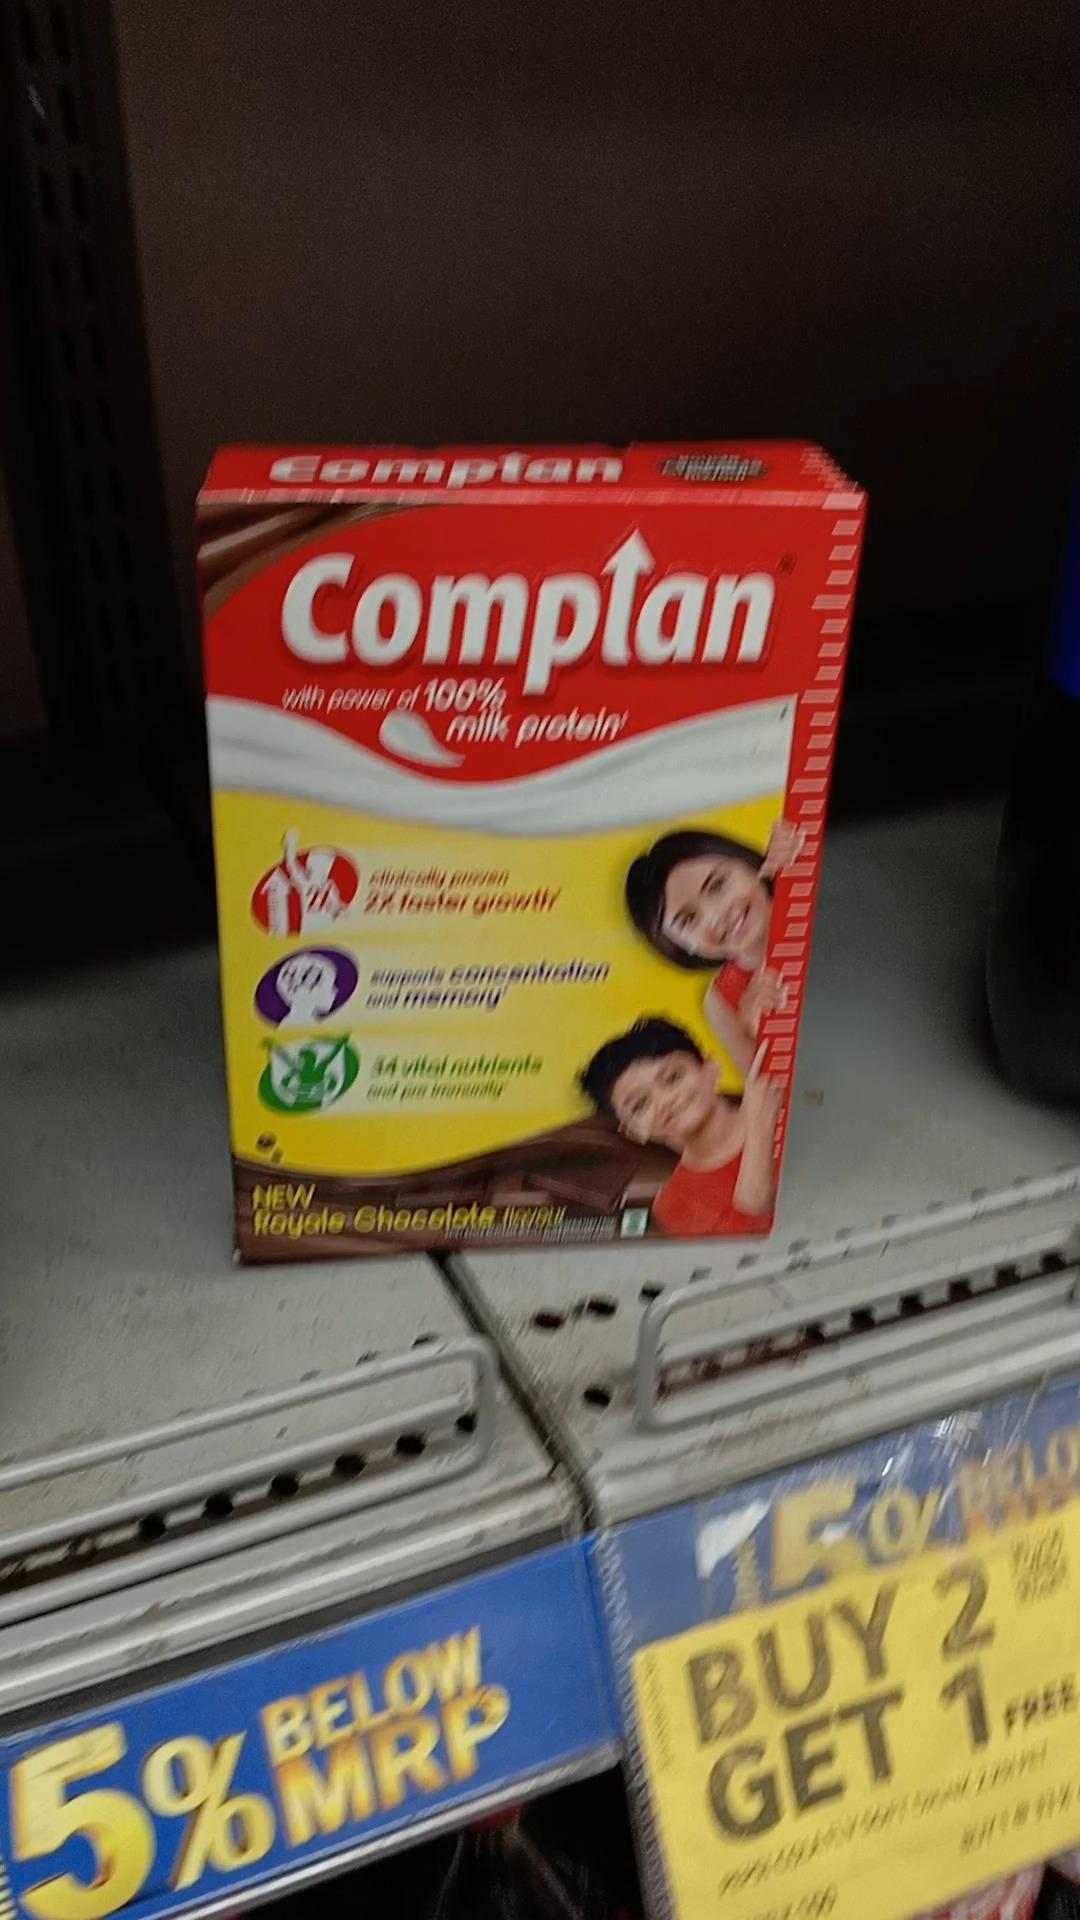 Complan
Complan
with power of 100%
milk protein
clinically proven
2X faster growth
supports concentration
and memory
34 vital nutrients
NEW
Royale Chocolate flavour
5% BELOW
MRP
5% BELO
BUY 2
GET 1 FREE